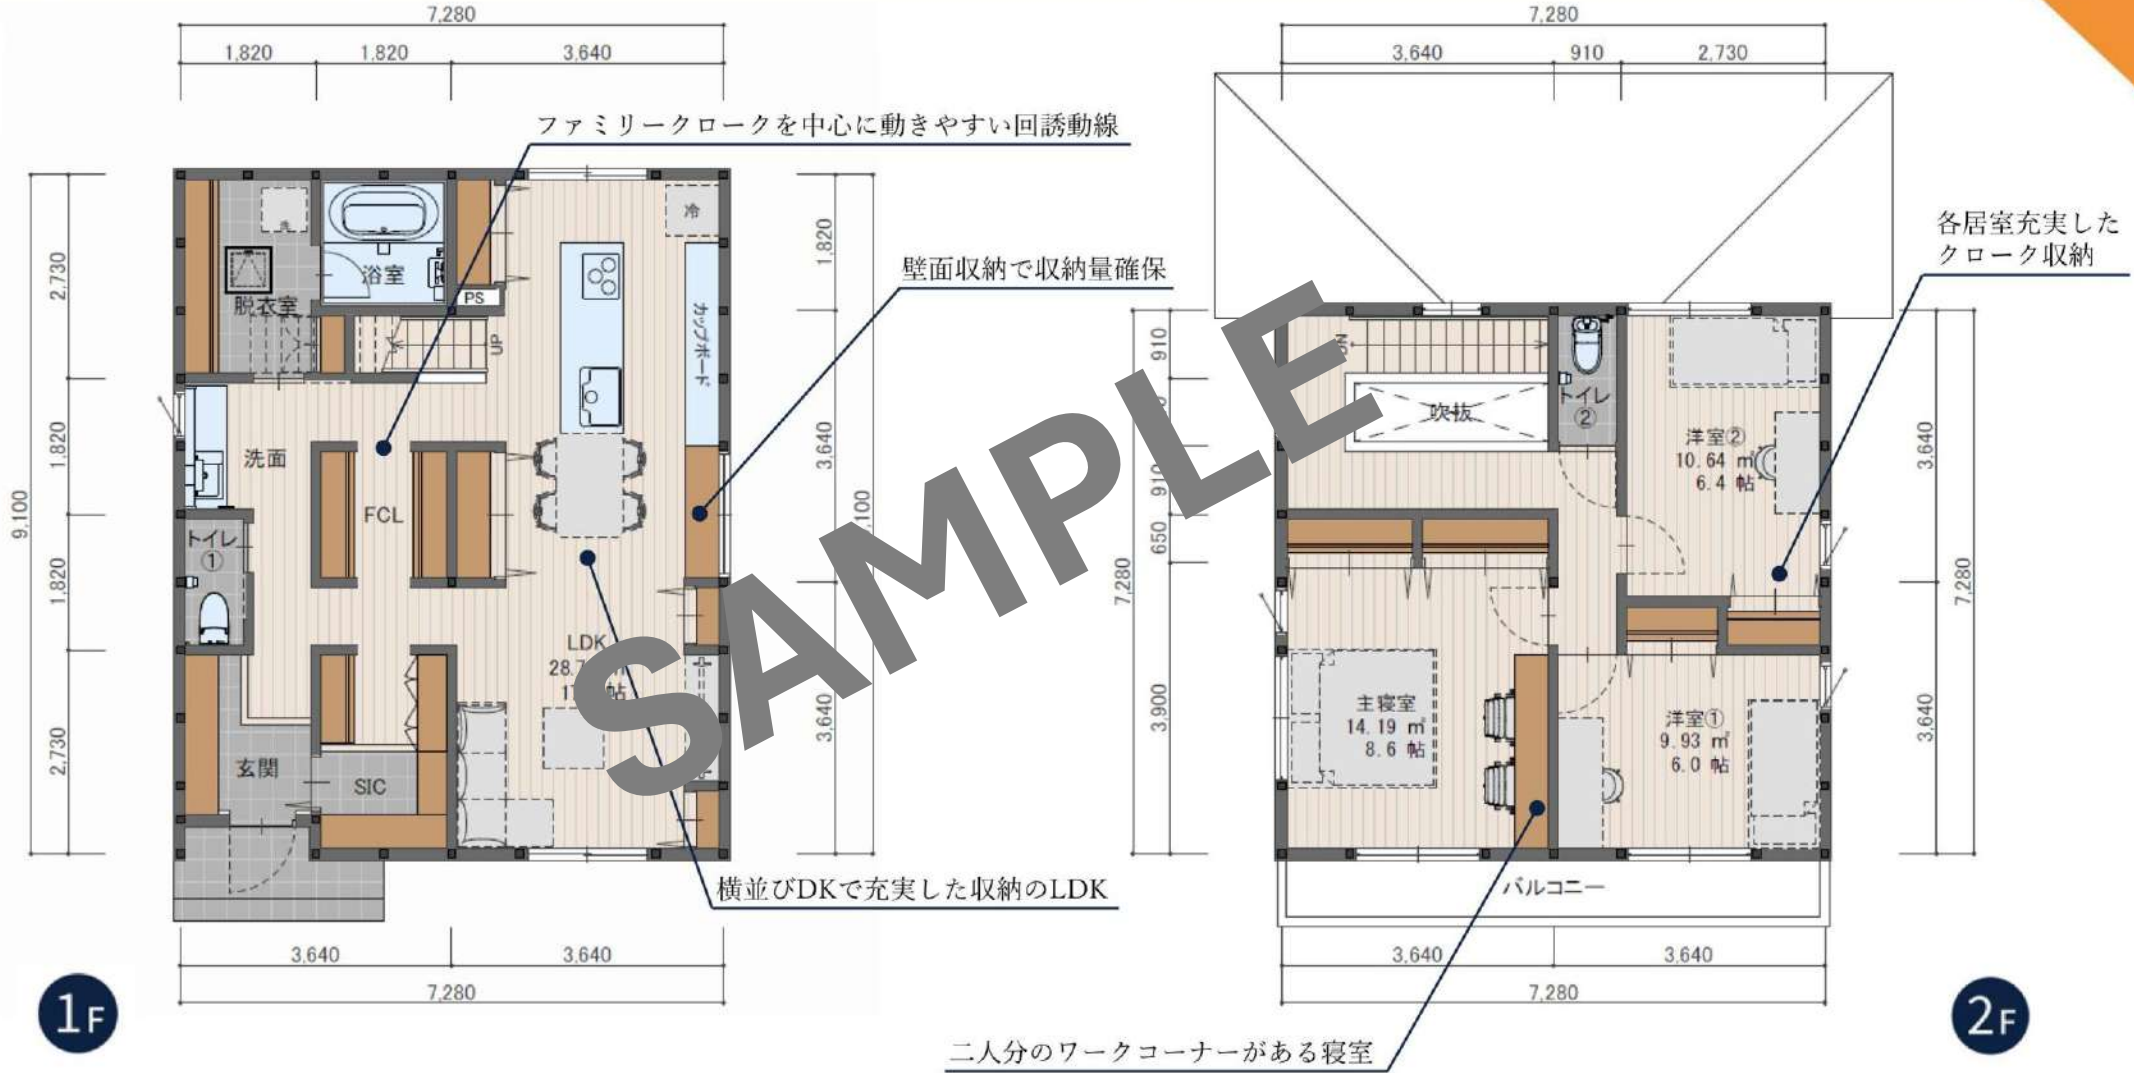 7,280
1,820
1,820
3,640
7,280
3,640
910
2,730
ファミリークロークを中心に動きやすい回誘動線
壁面収納で収納量確保
各居室充実した
クローク収納
9,100
2,730
1,820
1,820
2,730
冷
浴室
脱衣室
PS
UP
カップボード
洗面
FCL
トイレ
①
LDK
玄関
SIC
1,820
3,640
3,640
横並びDKで充実した収納のLDK
3,640
3,640
7,280
1F
SAMPLE
7,280
910
910
650
3,900
吹抜
トイレ
②
洋室②
10.64 ㎡
6.4 帖
主寝室
14.19 ㎡
8.6 帖
洋室①
9.93 ㎡
6.0 帖
3,640
3,640
7,280
バルコニー
3,640
3,640
7,280
二人分のワークコーナーがある寝室
2F